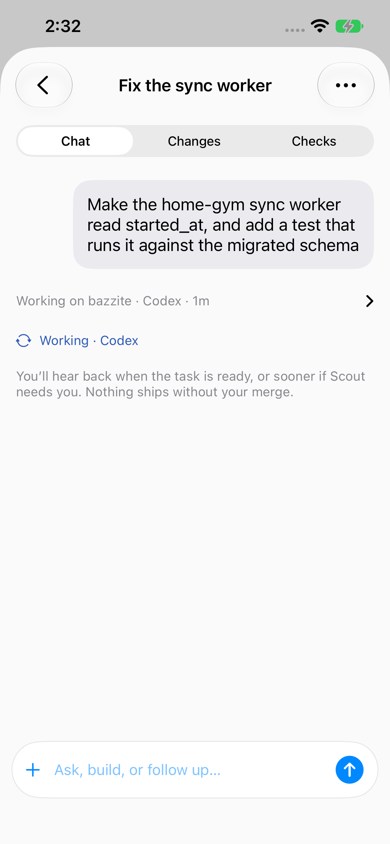 2:32
Fix the sync worker
Chat
Changes
Checks
Make the home-gym sync worker
read started_at, and add a test that
runs it against the migrated schema
Working on bazzite · Codex · 1m
Working · Codex
You’ll hear back when the task is ready, or sooner if Scout
needs you. Nothing ships without your merge.
Ask, build, or follow up...